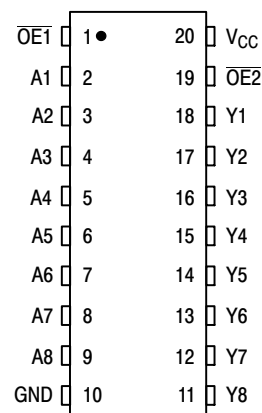 OE1 1 20 VCC
A1 2 19 OE2
A2 3 18 Y1
A3 4 17 Y2
A4 5 16 Y3
A5 6 15 Y4
A6 7 14 Y5
A7 8 13 Y6
A8 9 12 Y7
GND 10 11 Y8